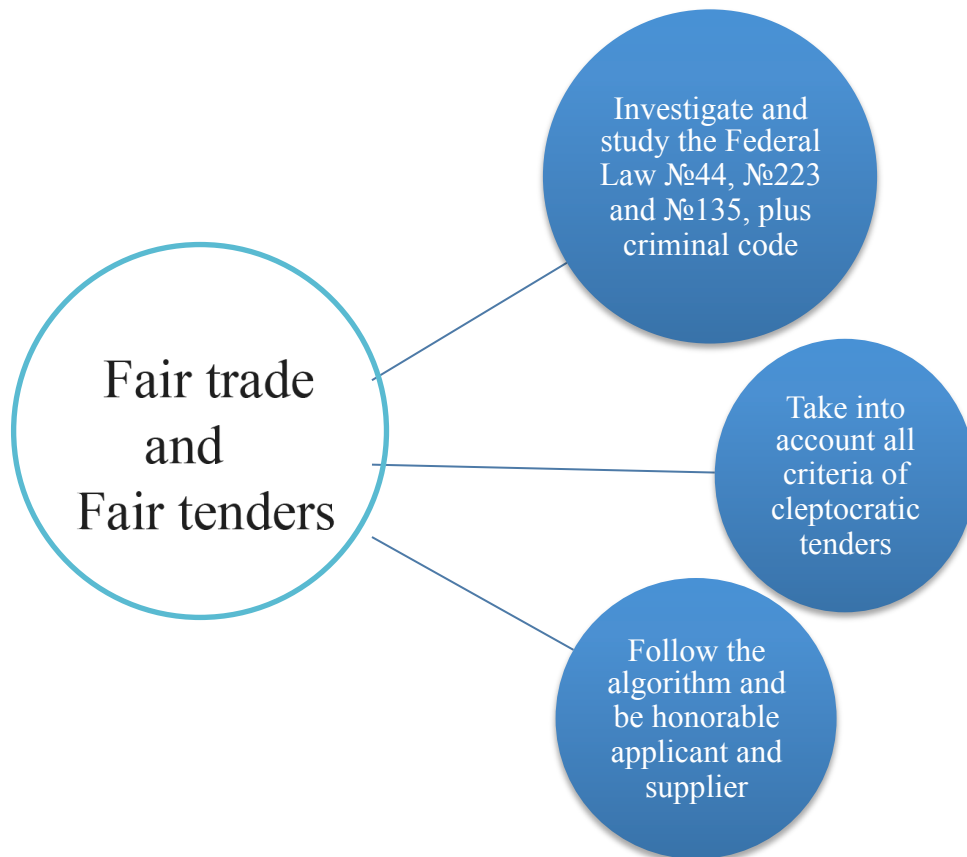 Fair trade
and
Fair tenders
Investigate and
study the Federal
Law №44, №223
and №135, plus
criminal code
Take into
account all
criteria of
cleptocratic
tenders
Follow the
algorithm and
be honorable
applicant and
supplier